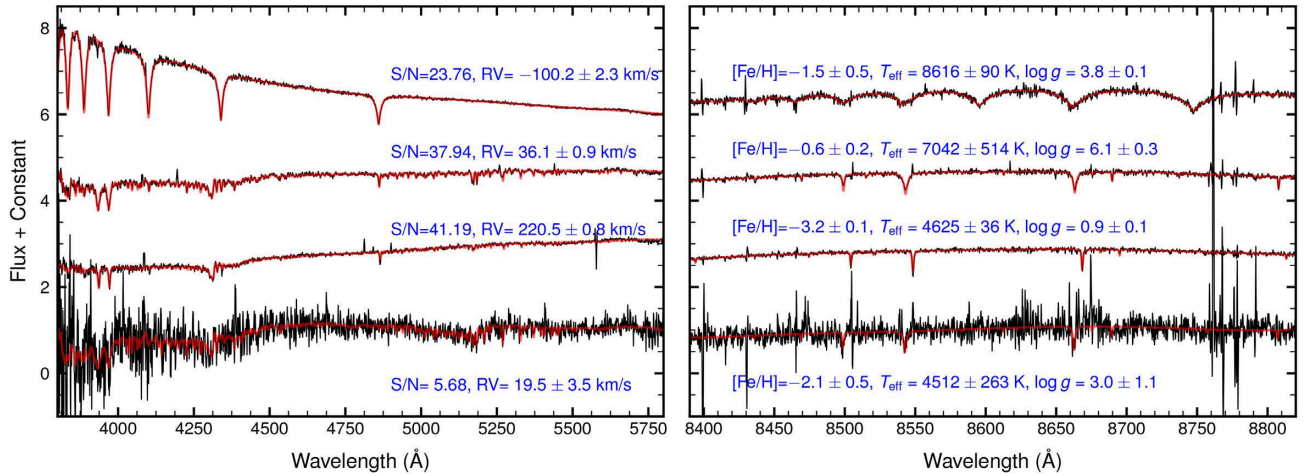 8
6
4
2
0
Flux + Constant
S/N=23.76, RV= −100.2 ± 2.3 km/s
S/N=37.94, RV= 36.1 ± 0.9 km/s
S/N=41.19, RV= 220.5 ± 0.8 km/s
S/N= 5.68, RV= 19.5 ± 3.5 km/s
4000 4250 4500 4750 5000 5250 5500 5750
Wavelength (Å)
[Fe/H]=−1.5 ± 0.5, Teff = 8616 ± 90 K, log g = 3.8 ± 0.1
[Fe/H]=−0.6 ± 0.2, Teff = 7042 ± 514 K, log g = 6.1 ± 0.3
[Fe/H]=−3.2 ± 0.1, Teff = 4625 ± 36 K, log g = 0.9 ± 0.1
[Fe/H]=−2.1 ± 0.5, Teff = 4512 ± 263 K, log g = 3.0 ± 1.1
8400 8450 8500 8550 8600 8650 8700 8750 8800
Wavelength (Å)